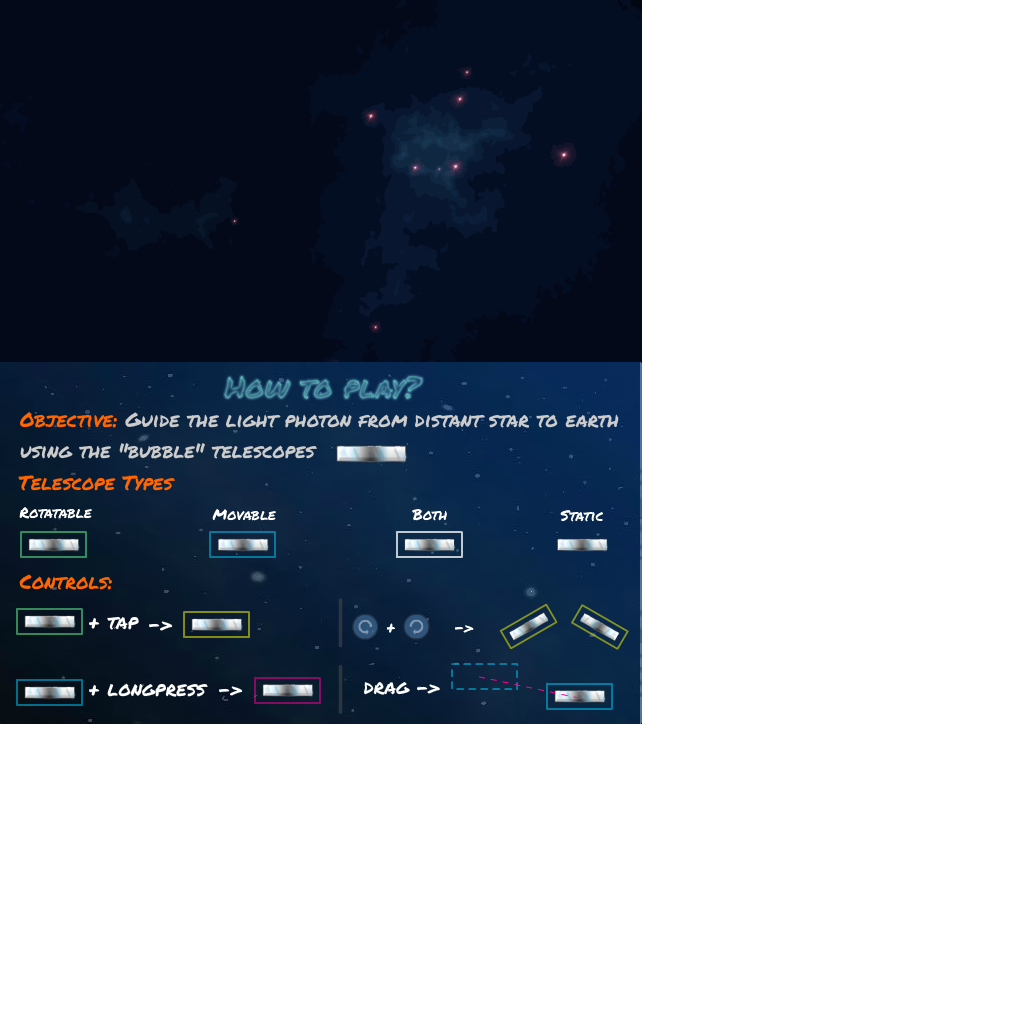 How to play?
Objective: Guide the light photon from distant star to earth
using the "bubble" telescopes
Telescope Types
Rotatable Movable Both Static
Controls:
+ tap -> + ->
+ longpress -> drag ->